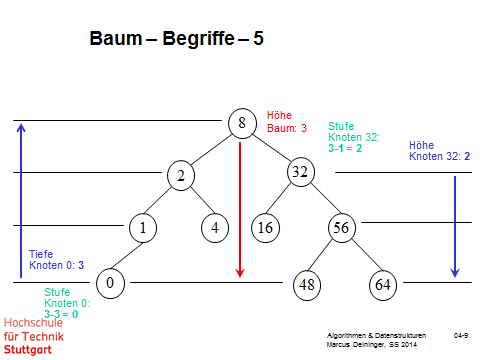 Baum – Begriffe – 5
Höhe
Baum: 3
8
Stufe
Knoten 32:
3-1 = 2
Höhe
Knoten 32: 2
2
32
1
4
16
56
Tiefe
Knoten 0: 3
0
48
64
Stufe
Knoten 0:
3-3 = 0
Hochschule
für Technik
Stuttgart
Algorithmen & Datenstrukturen 04-9
Marcus Deininger, SS 2014